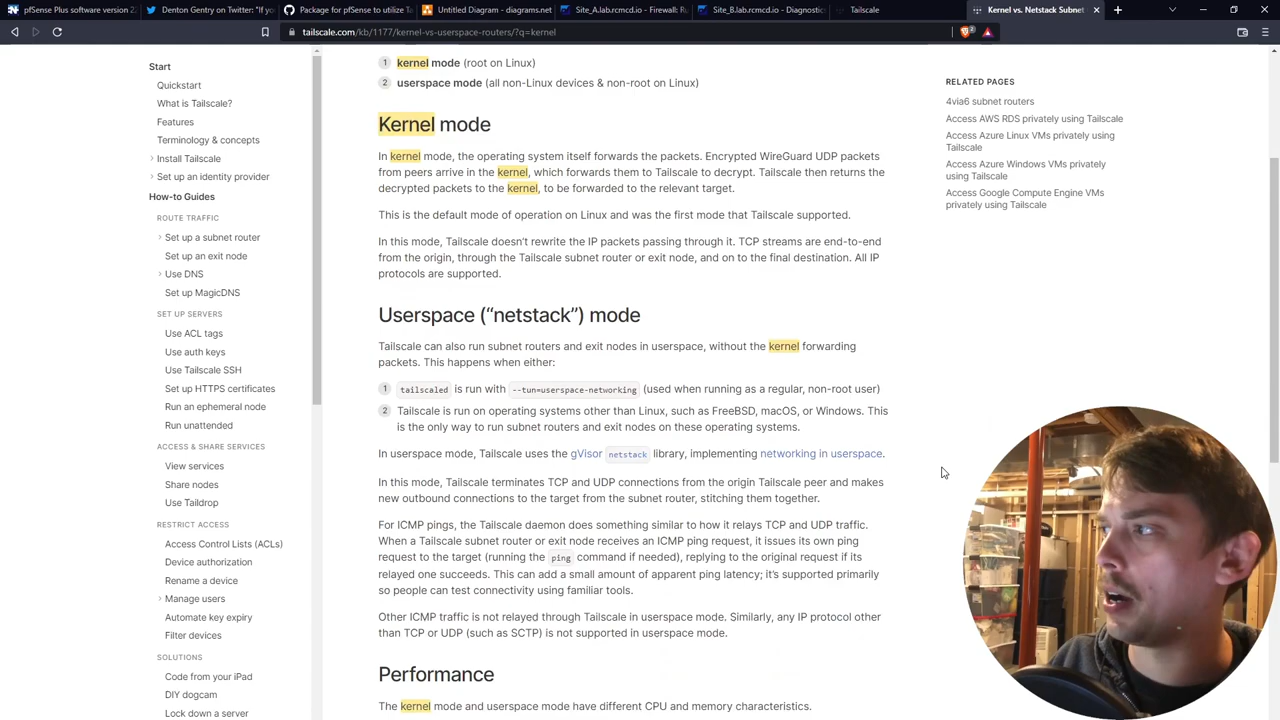 pfSense Plus software version 22
Denton Gentry on Twitter: "If you
Package for pfSense to utilize Ta
Untitled Diagram - diagrams.net
Site_A.lab.rcmcd.io - Firewall: Ru
Site_B.lab.rcmcd.io - Diagnostics
Tailscale
Kernel vs. Netstack Subnet
tailscale.com/kb/1177/kernel-vs-userspace-routers/?q=kernel
2
Start
Quickstart
What is Tailscale?
Features
Terminology & concepts
Install Tailscale
Set up an identity provider
How-to Guides
ROUTE TRAFFIC
Set up a subnet router
Set up an exit node
Use DNS
Set up MagicDNS
SET UP SERVERS
Use ACL tags
Use auth keys
Use Tailscale SSH
Set up HTTPS certificates
Run an ephemeral node
Run unattended
ACCESS & SHARE SERVICES
View services
Share nodes
Use Taildrop
RESTRICT ACCESS
Access Control Lists (ACLs)
Device authorization
Rename a device
Manage users
Automate key expiry
Filter devices
SOLUTIONS
Code from your iPad
DIY dogcam
Lock down a server
1 kernel mode (root on Linux)
2 userspace mode (all non-Linux devices & non-root on Linux)
Kernel mode
In kernel mode, the operating system itself forwards the packets. Encrypted WireGuard UDP packets
from peers arrive in the kernel, which forwards them to Tailscale to decrypt. Tailscale then returns the
decrypted packets to the kernel, to be forwarded to the relevant target.
This is the default mode of operation on Linux and was the first mode that Tailscale supported.
In this mode, Tailscale doesn't rewrite the IP packets passing through it. TCP streams are end-to-end
from the origin, through the Tailscale subnet router or exit node, and on to the final destination. All IP
protocols are supported.
Userspace (“netstack”) mode
Tailscale can also run subnet routers and exit nodes in userspace, without the kernel forwarding
packets. This happens when either:
1 tailscaled is run with --tun=userspace-networking (used when running as a regular, non-root user)
2 Tailscale is run on operating systems other than Linux, such as FreeBSD, macOS, or Windows. This
is the only way to run subnet routers and exit nodes on these operating systems.
In userspace mode, Tailscale uses the gVisor netstack library, implementing networking in userspace.
In this mode, Tailscale terminates TCP and UDP connections from the origin Tailscale peer and makes
new outbound connections to the target from the subnet router, stitching them together.
For ICMP pings, the Tailscale daemon does something similar to how it relays TCP and UDP traffic.
When a Tailscale subnet router or exit node receives an ICMP ping request, it issues its own ping
request to the target (running the ping command if needed), replying to the original request if its
relayed one succeeds. This can add a small amount of apparent ping latency; it's supported primarily
so people can test connectivity using familiar tools.
Other ICMP traffic is not relayed through Tailscale in userspace mode. Similarly, any IP protocol other
than TCP or UDP (such as SCTP) is not supported in userspace mode.
Performance
The kernel mode and userspace mode have different CPU and memory characteristics.
RELATED PAGES
4via6 subnet routers
Access AWS RDS privately using Tailscale
Access Azure Linux VMs privately using
Tailscale
Access Azure Windows VMs privately
using Tailscale
Access Google Compute Engine VMs
privately using Tailscale